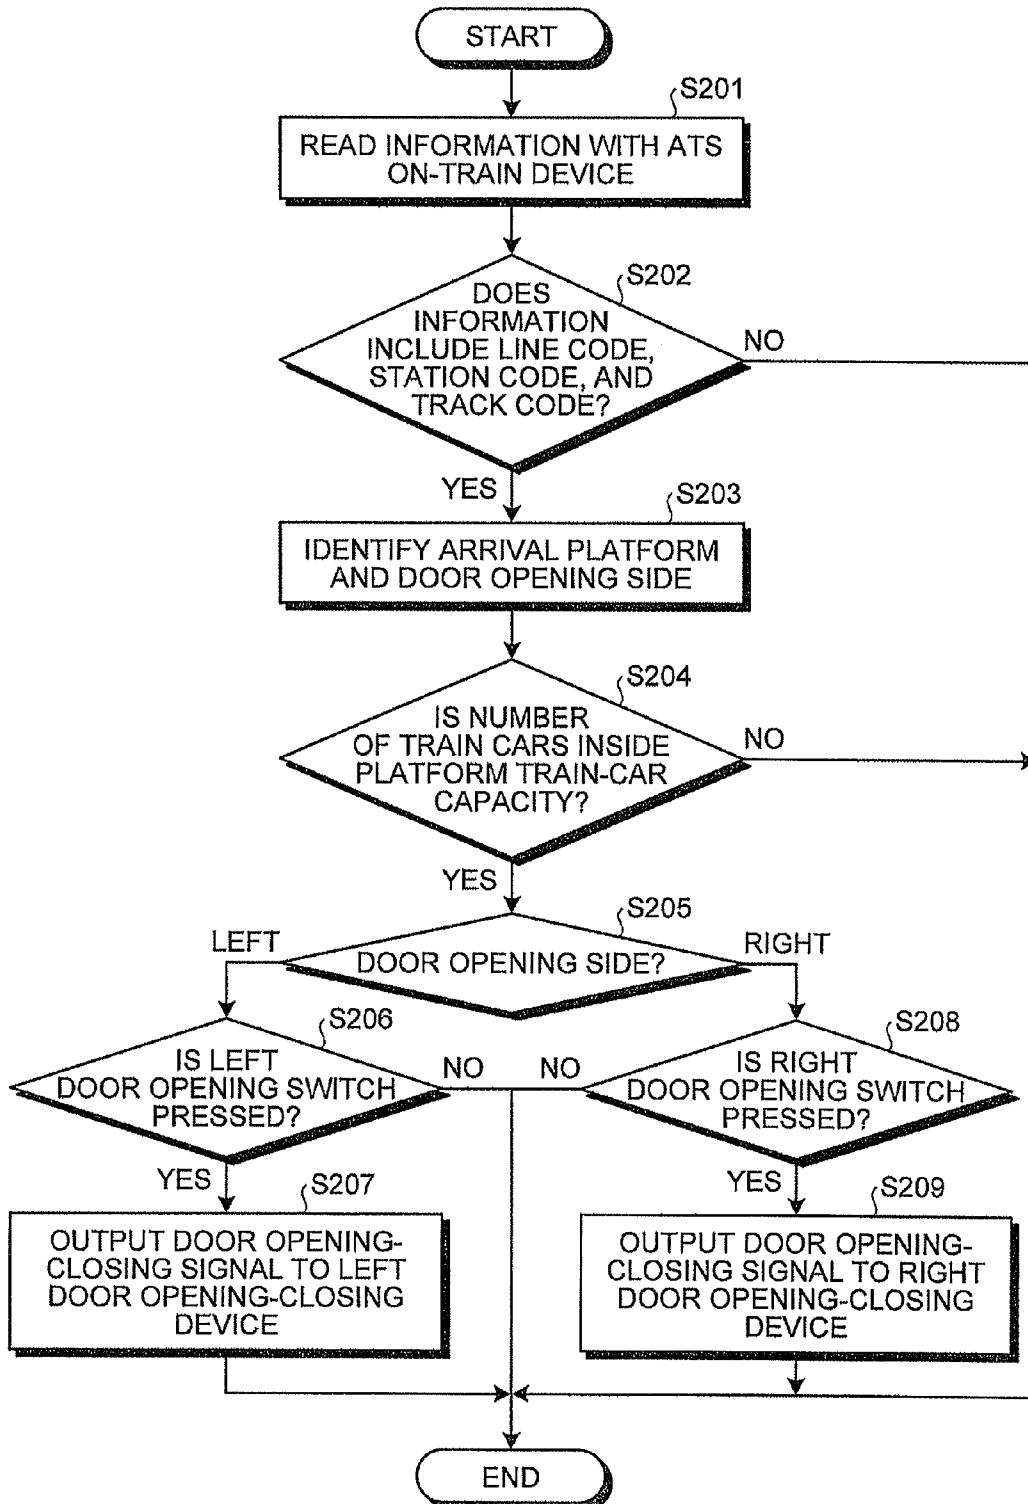 START
S201
READ INFORMATION WITH ATS
ON-TRAIN DEVICE
S202
DOES
INFORMATION
INCLUDE LINE CODE,
STATION CODE, AND
TRACK CODE?
NO
YES
S203
IDENTIFY ARRIVAL PLATFORM
AND DOOR OPENING SIDE
S204
IS NUMBER
OF TRAIN CARS INSIDE
PLATFORM TRAIN-CAR
CAPACITY?
NO
YES
S205
LEFT
DOOR OPENING SIDE?
RIGHT
S206
IS LEFT
DOOR OPENING SWITCH
PRESSED?
NO
YES
S207
OUTPUT DOOR OPENING-
CLOSING SIGNAL TO LEFT
DOOR OPENING-CLOSING
DEVICE
S208
IS RIGHT
DOOR OPENING SWITCH
PRESSED?
NO
YES
S209
OUTPUT DOOR OPENING-
CLOSING SIGNAL TO RIGHT
DOOR OPENING-CLOSING
DEVICE
END